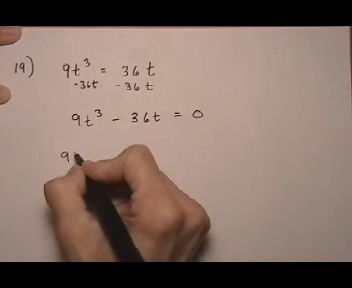 19) 9t³ = 36t
-36t -36t
9t³ - 36t = 0
9